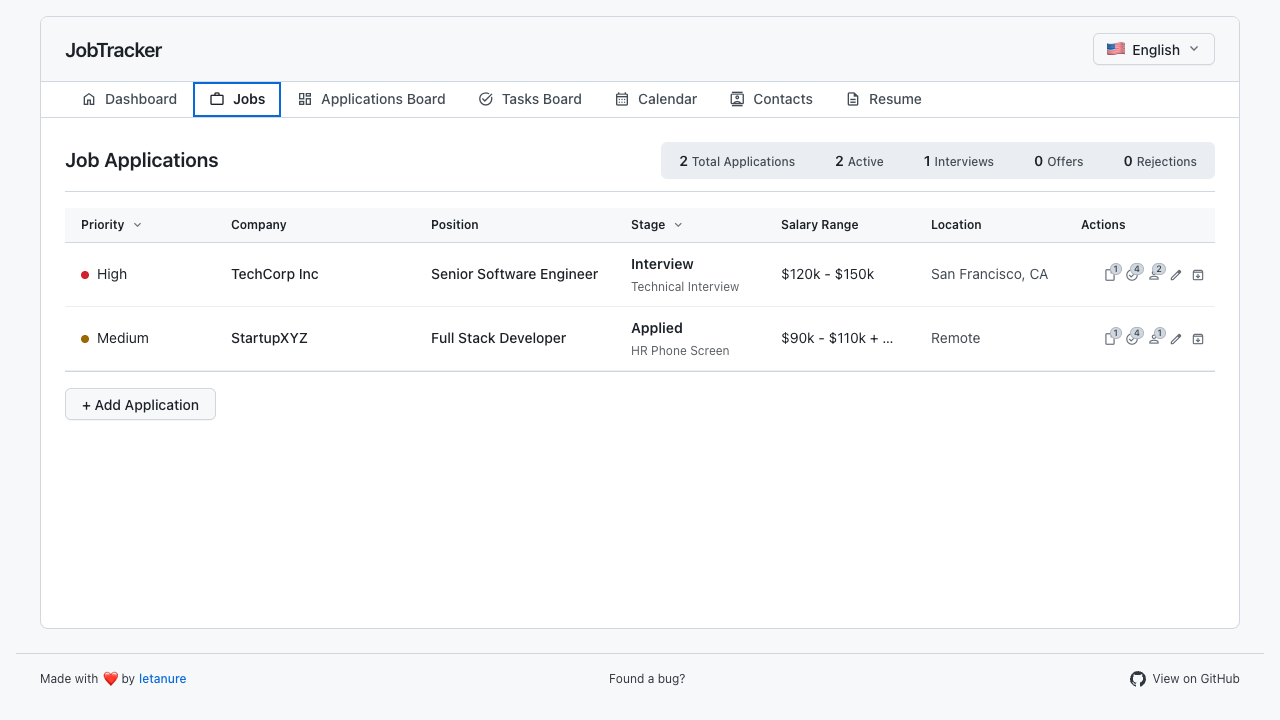 JobTracker
🇺🇸 English
Dashboard Jobs Applications Board Tasks Board Calendar Contacts Resume
Job Applications
2 Total Applications 2 Active 1 Interviews 0 Offers 0 Rejections
Priority Company Position Stage Salary Range Location Actions
High TechCorp Inc Senior Software Engineer Interview $120k - $150k San Francisco, CA 1 4 2
Technical Interview
Medium StartupXYZ Full Stack Developer Applied $90k - $110k + ... Remote 1 4 1
HR Phone Screen
+ Add Application
Made with ❤️ by letanure
Found a bug?
View on GitHub